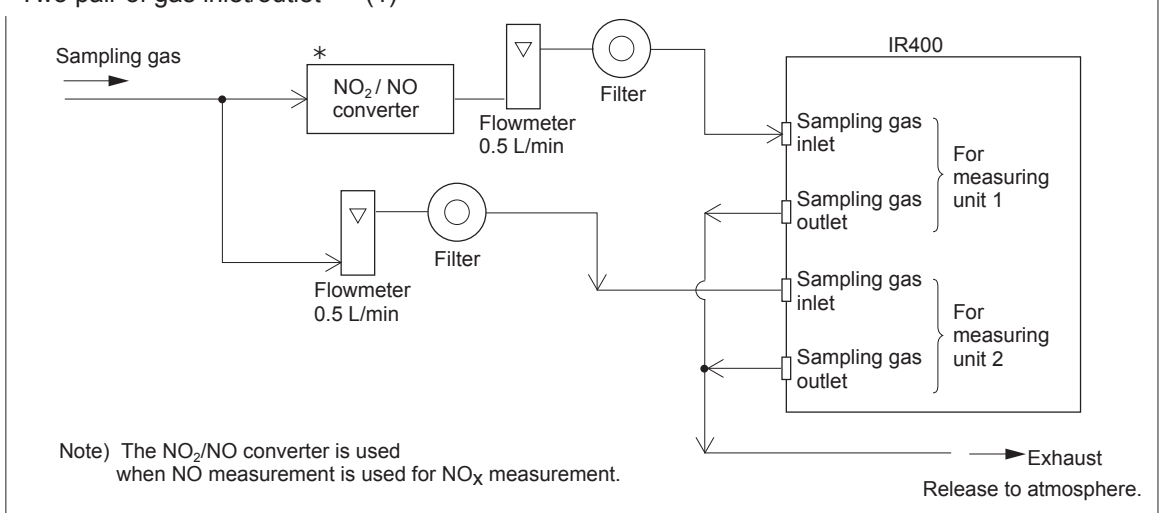 Two pair of gas inlet/outlet (1)
Sampling gas
*
NO₂ / NO
converter
Flowmeter
0.5 L/min
Filter
IR400
Sampling gas
inlet
Sampling gas
outlet
For
measuring
unit 1
Flowmeter
0.5 L/min
Filter
Sampling gas
inlet
Sampling gas
outlet
For
measuring
unit 2
Note) The NO₂/NO converter is used
when NO measurement is used for NOX measurement.
Exhaust
Release to atmosphere.